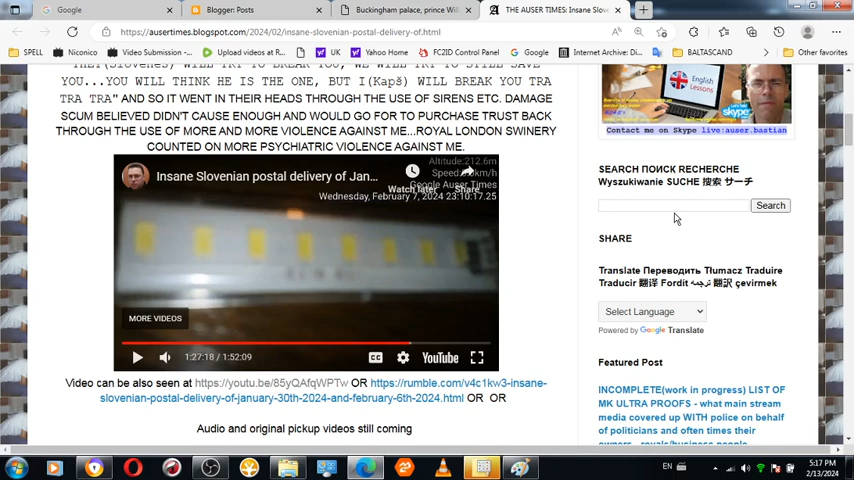 Google
Blogger: Posts
Buckingham palace, prince Will
THE AUSER TIMES: Insane Slove
https://ausertimes.blogspot.com/2024/02/insane-slovenian-postal-delivery-of.html
SPELL
Niconico
Video Submission -...
Upload videos at R...
UK
Yahoo Home
FC2ID Control Panel
Google
Internet Archive: Di...
BALTASCAND
Other favorites
YOU...YOU WILL THINK HE IS THE ONE, BUT I(Kapš) WILL BREAK YOU TRA
TRA TRA" AND SO IT WENT IN THEIR HEADS THROUGH THE USE OF SIRENS ETC. DAMAGE
SCUM BELIEVED DIDN'T CAUSE ENOUGH AND WOULD GO FOR TO PURCHASE TRUST BACK
THROUGH THE USE OF MORE AND MORE VIOLENCE AGAINST ME...ROYAL LONDON SWINERY
COUNTED ON MORE PSYCHIATRIC VIOLENCE AGAINST ME.
Insane Slovenian postal delivery of Jan...
Altitude:212.6m
Google Auser Times
Watch later
Share
Wednesday, February 7, 2024 23:10:17.25
MORE VIDEOS
1:27:18 / 1:52:09
CC
YouTube
Video can be also seen at https://youtu.be/85yQAfqWPTw OR https://rumble.com/v4c1kw3-insane-
slovenian-postal-delivery-of-january-30th-2024-and-february-6th-2024.html OR OR
Audio and original pickup videos still coming
English
Lessons
skype
Contact me on Skype live:auser.bastian
SEARCH ПОИСК RECHERCHE
Wyszukiwanie SUCHE 搜索 サーチ
Search
SHARE
Translate Переводить Tłumacz Traduire
Traducir 翻译 Fordit ترجمه 翻訳 çevirmek
Select Language
Powered by Google Translate
Featured Post
INCOMPLETE(work in progress) LIST OF
MK ULTRA PROOFS - what main stream
media covered up WITH police on behalf
of politicians and often times their
owners - royals/business people
EN
5:17 PM
2/13/2024